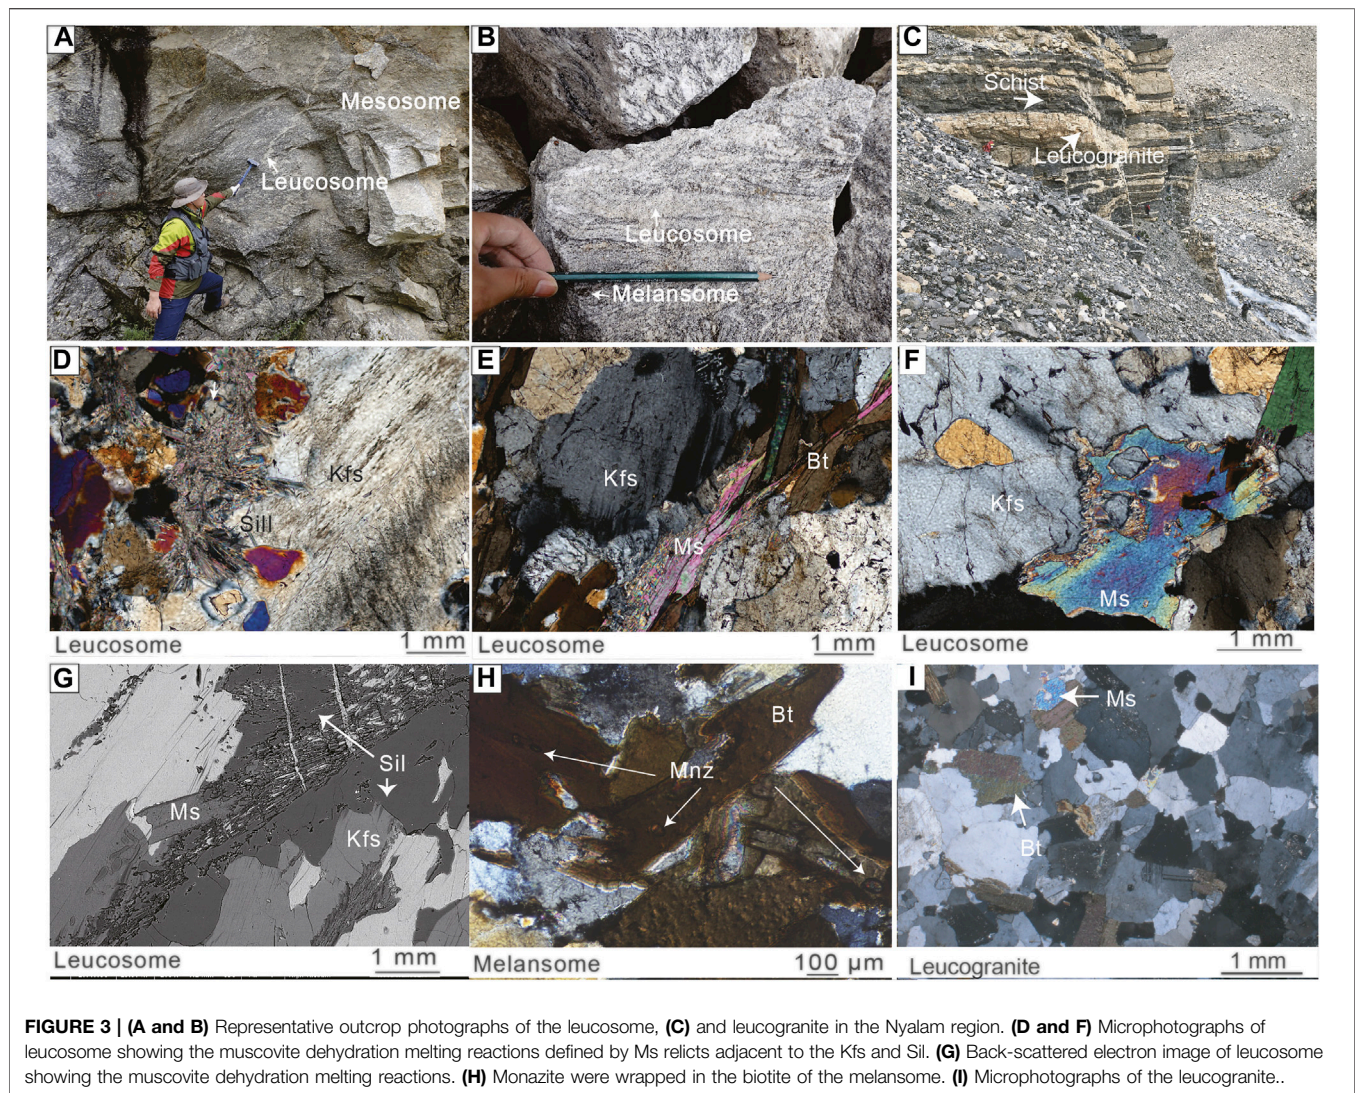 A
Mesosome
Leucosome
B
Leucosome
Melansome
C
Schist
Leucogranite
D
Kfs
Sill
Leucosome
1 mm
E
Kfs
Bt
Ms
Leucosome
1 mm
F
Kfs
Ms
Leucosome
1 mm
G
Sil
Ms
Kfs
Leucosome
1 mm
H
Bt
Mnz
Melansome
100 µm
I
Ms
Bt
Leucogranite
1 mm
FIGURE 3 | (A and B) Representative outcrop photographs of the leucosome, (C) and leucogranite in the Nyalam region. (D and F) Microphotographs of
leucosome showing the muscovite dehydration melting reactions defined by Ms relicts adjacent to the Kfs and Sil. (G) Back-scattered electron image of leucosome
showing the muscovite dehydration melting reactions. (H) Monazite were wrapped in the biotite of the melansome. (I) Microphotographs of the leucogranite..